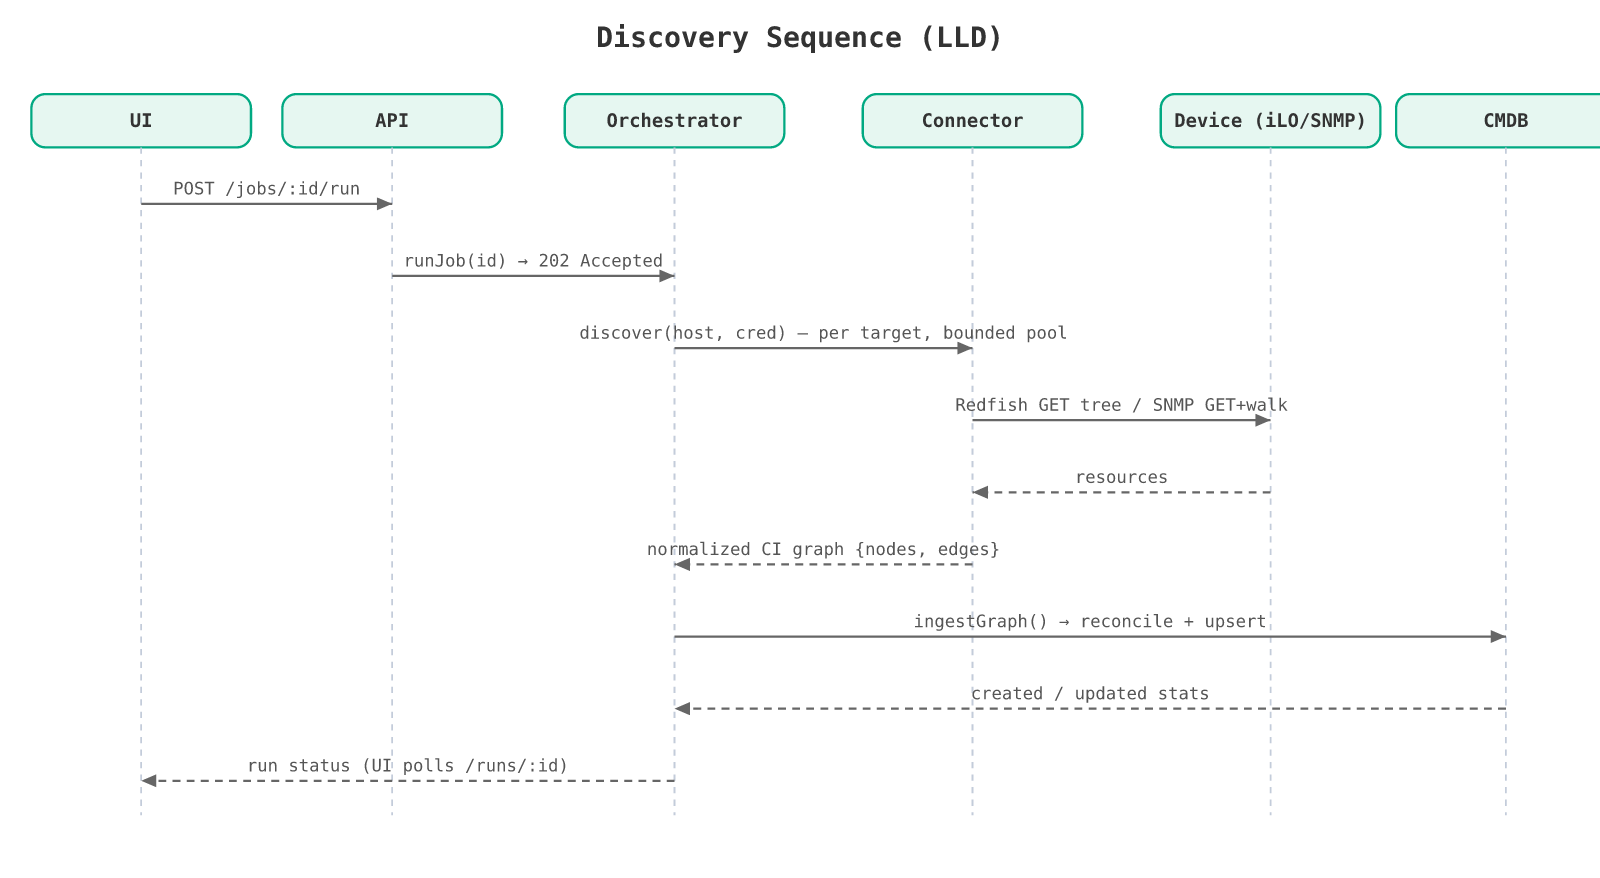 Discovery Sequence (LLD)
UI
API
Orchestrator
Connector
Device (iLO/SNMP)
CMDB
POST /jobs/:id/run
runJob(id) → 202 Accepted
discover(host, cred) — per target, bounded pool
Redfish GET tree / SNMP GET+walk
resources
normalized CI graph {nodes, edges}
ingestGraph() → reconcile + upsert
created / updated stats
run status (UI polls /runs/:id)